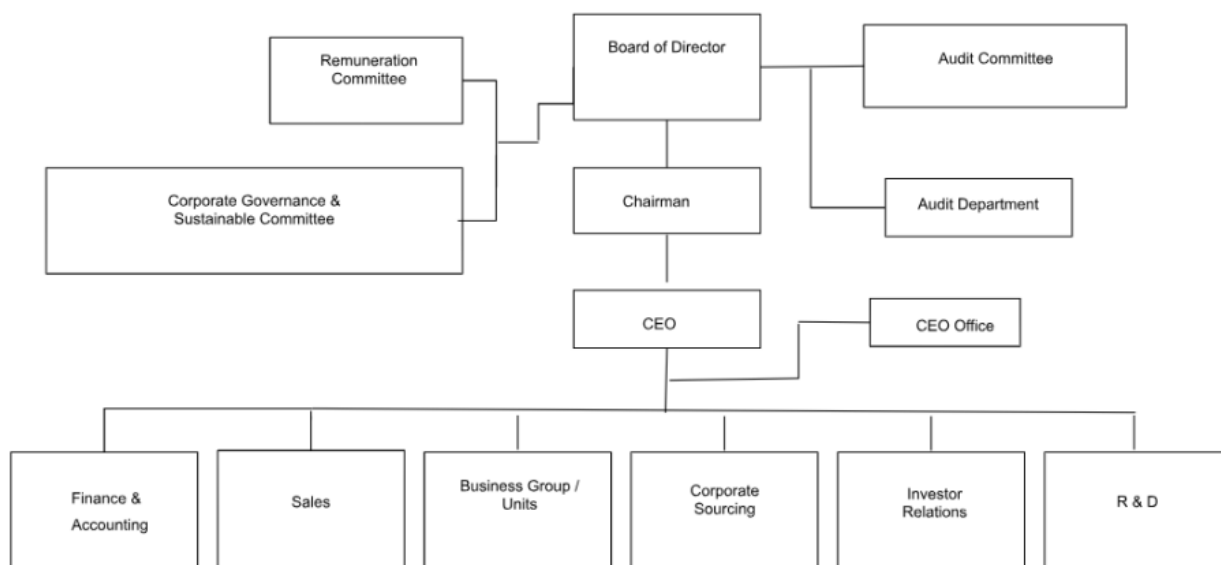 Board of Director
Remuneration
Committee
Audit Committee
Corporate Governance &
Sustainable Committee
Chairman
Audit Department
CEO
CEO Office
Finance &
Accounting
Sales
Business Group /
Units
Corporate
Sourcing
Investor
Relations
R & D